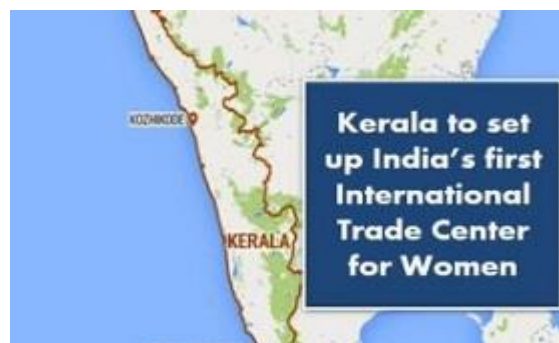 KOZHIKODE
KERALA
Kerala to set
up India's first
International
Trade Center
for Women